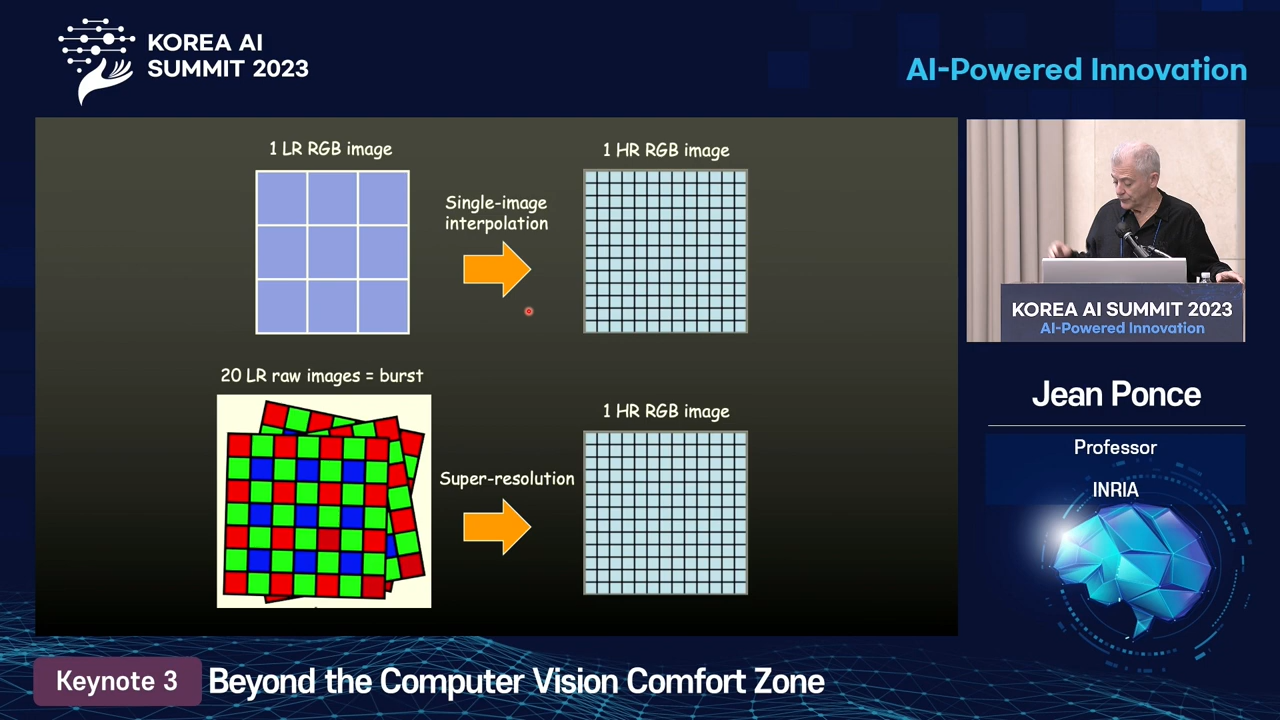 KOREA AI
SUMMIT 2023
AI-Powered Innovation
1 LR RGB image
1 HR RGB image
Single-image
interpolation
20 LR raw images = burst
1 HR RGB image
Super-resolution
KOREA AI SUMMIT 2023
AI-Powered Innovation
Jean Ponce
Professor
INRIA
Keynote 3
Beyond the Computer Vision Comfort Zone